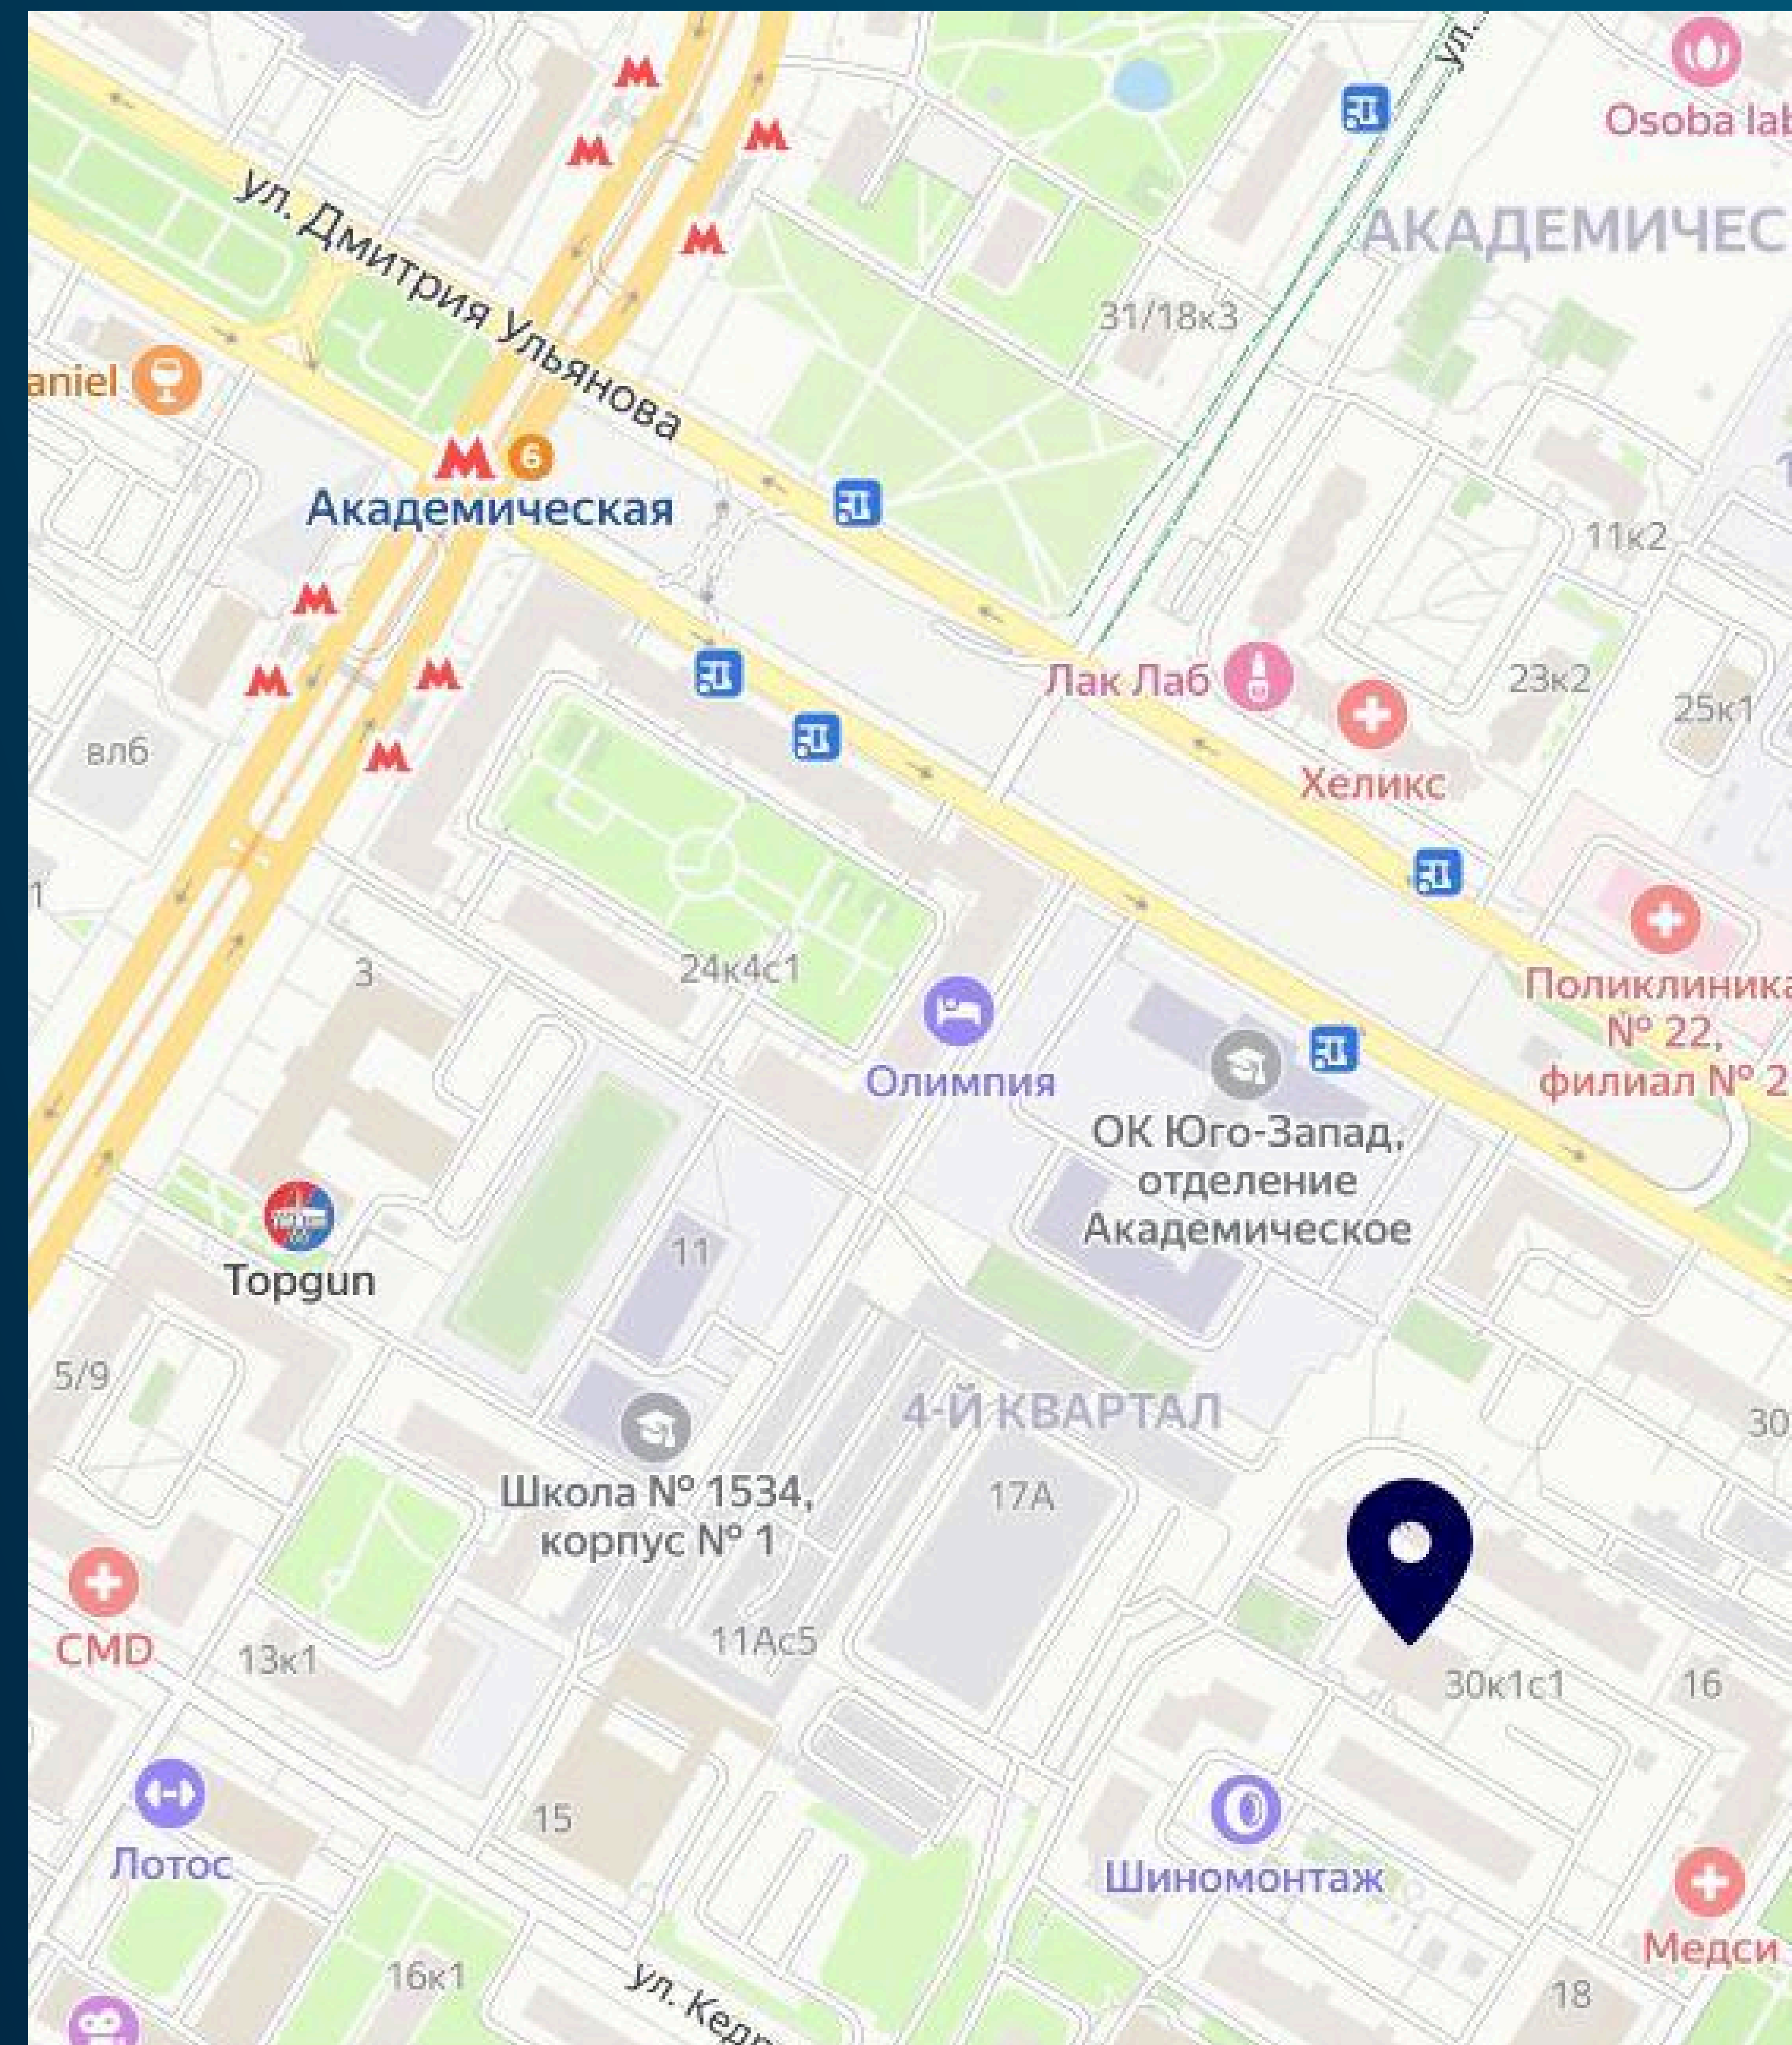 ул.
Osoba lab
АКАДЕМИЧЕС
ул. Дмитрия Ульянова
31/18к3
aniel
6
Академическая
11к2
Лак Лаб
23к2
25к1
вл6
Хеликс
1
3
24к4с1
Поликлиника
№ 22,
филиал № 2
Олимпия
ОК Юго-Запад,
отделение
Академическое
11
Topgun
5/9
4-Й КВАРТАЛ
30
17А
Школа № 1534,
корпус № 1
CMD
13к1
11Ас5
30к1с1
16
15
Лотос
Шиномонтаж
Медси
16к1
ул. Кедр
18